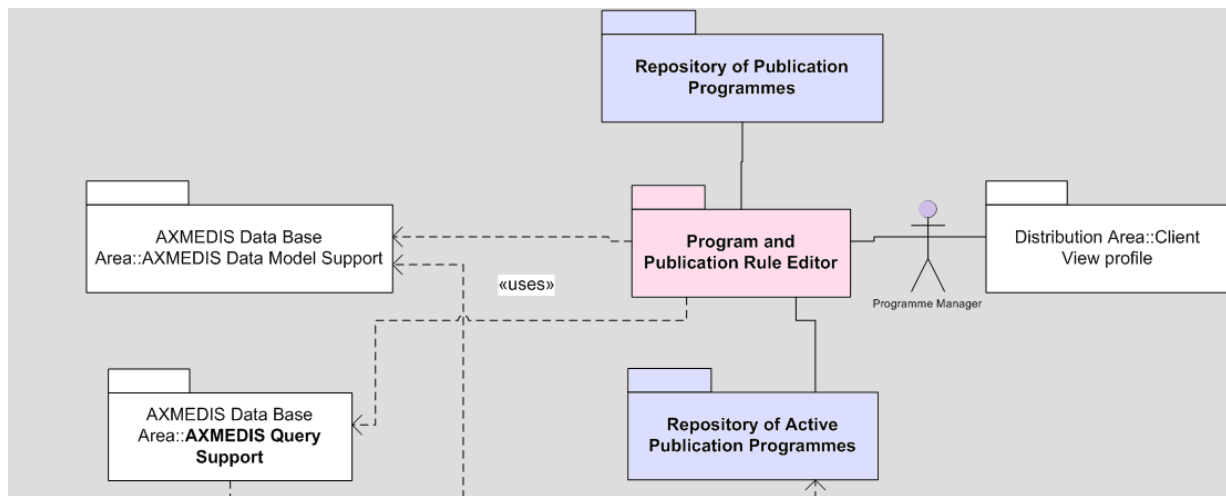 Repository of Publication
Programmes
AXMEDIS Data Base
Area::AXMEDIS Data Model Support
Program and
Publication Rule Editor
Distribution Area::Client
View profile
«uses»
Programme Manager
AXMEDIS Data Base
Area::AXMEDIS Query
Support
Repository of Active
Publication Programmes